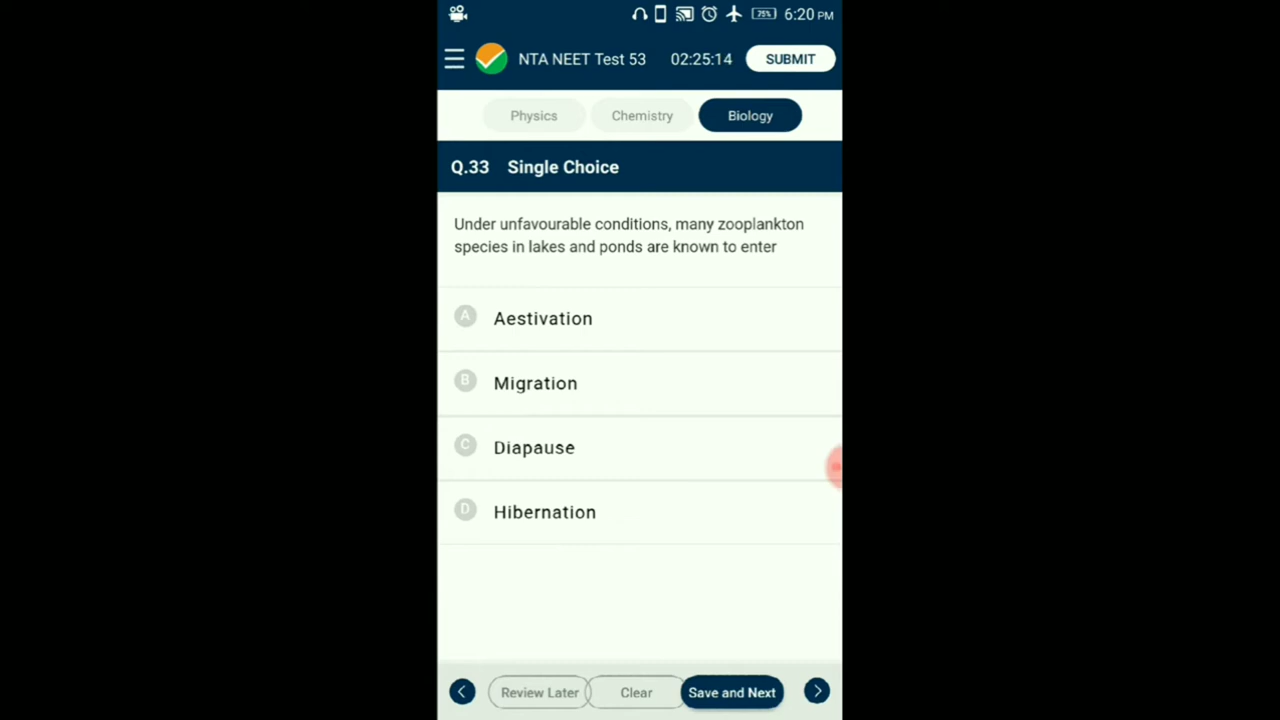 75% 6:20 PM
NTA NEET Test 53 02:25:14 SUBMIT
Physics Chemistry Biology
Q.33 Single Choice
Under unfavourable conditions, many zooplankton
species in lakes and ponds are known to enter
A Aestivation
B Migration
C Diapause
D Hibernation
Review Later Clear Save and Next